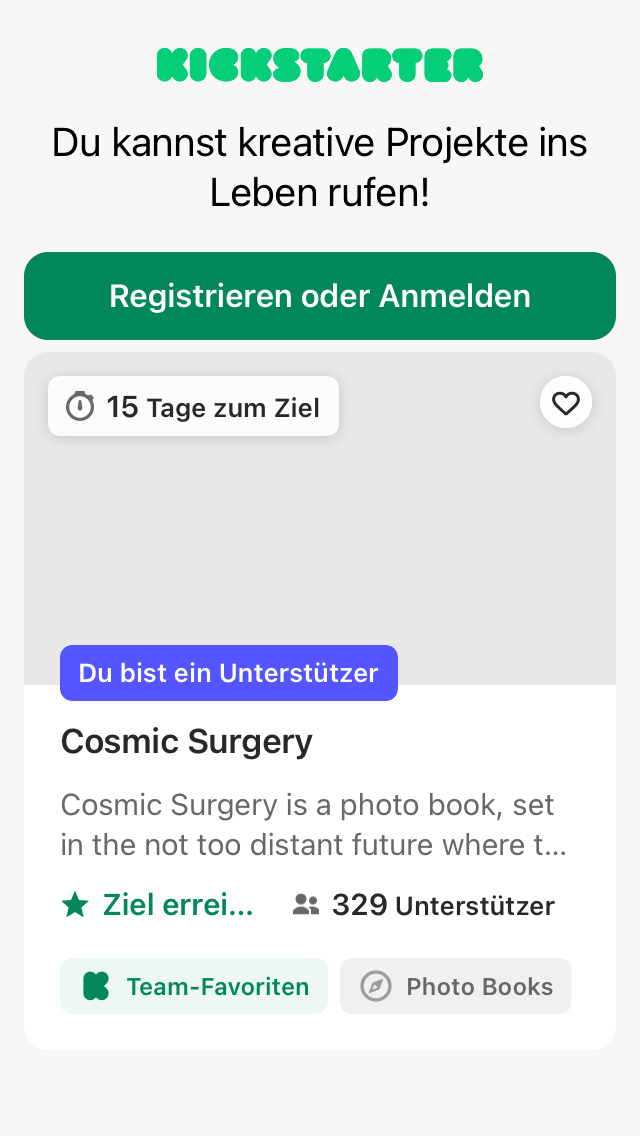 KICKSTARTER
Du kannst kreative Projekte ins
Leben rufen!
Registrieren oder Anmelden
15 Tage zum Ziel
Du bist ein Unterstützer
Cosmic Surgery
Cosmic Surgery is a photo book, set
in the not too distant future where t...
Ziel errei... 329 Unterstützer
Team-Favoriten Photo Books